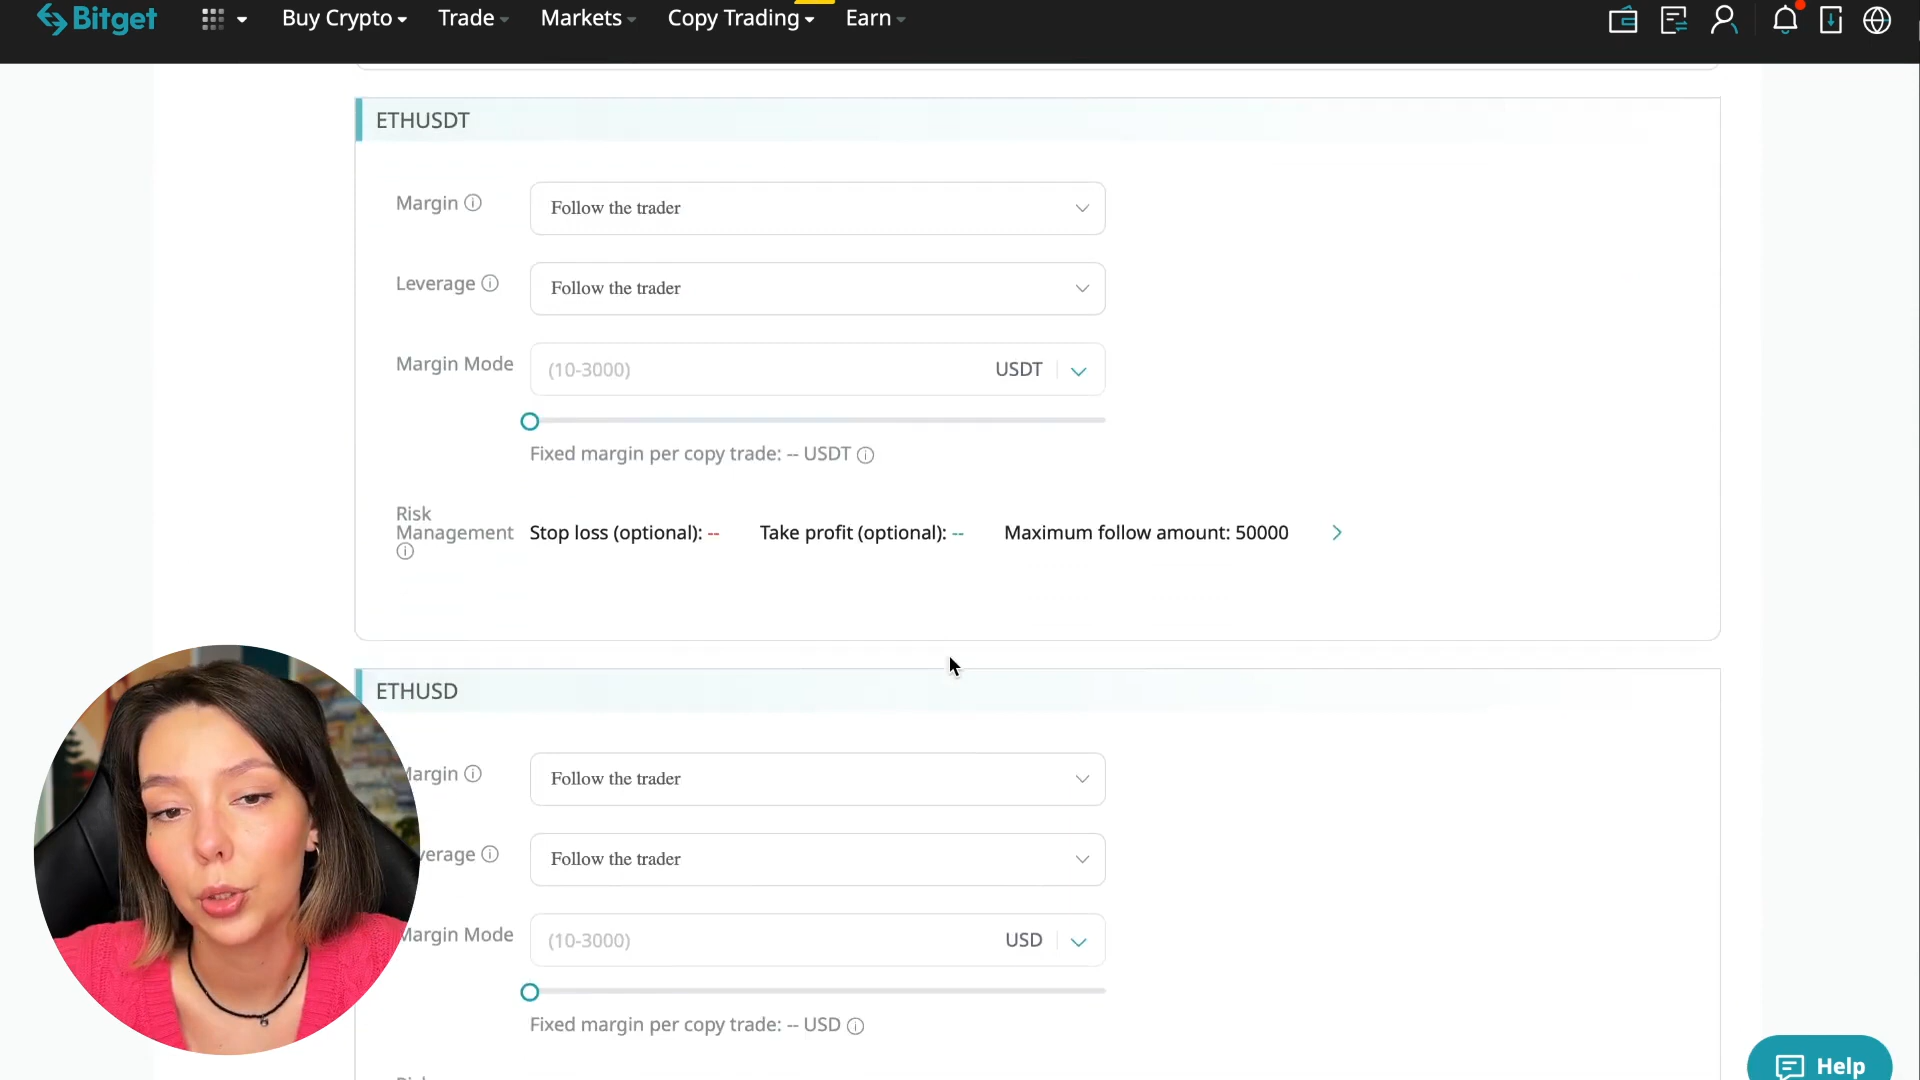 Bitget
Buy Crypto
Trade
Markets
Copy Trading
Earn
ETHUSDT
Margin
Follow the trader
Leverage
Follow the trader
Margin Mode
(10-3000)
USDT
Fixed margin per copy trade: -- USDT
Risk
Management
Stop loss (optional): --
Take profit (optional): --
Maximum follow amount: 50000
ETHUSD
Margin
Follow the trader
verage
Follow the trader
Margin Mode
(10-3000)
USD
Fixed margin per copy trade: -- USD
Help